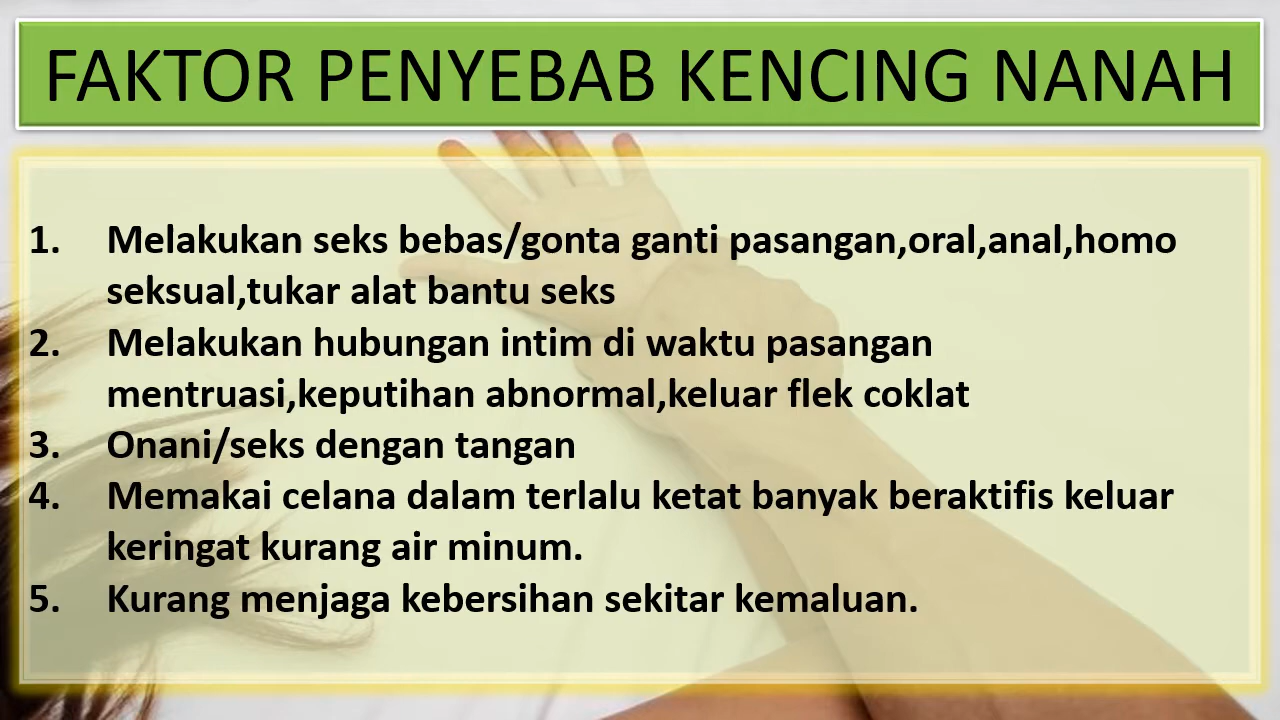 FAKTOR PENYEBAB KENCING NANAH
1. Melakukan seks bebas/gonta ganti pasangan,oral,anal,homo
seksual,tukar alat bantu seks
2. Melakukan hubungan intim di waktu pasangan
mentruasi,keputihan abnormal,keluar flek coklat
3. Onani/seks dengan tangan
4. Memakai celana dalam terlalu ketat banyak beraktifis keluar
keringat kurang air minum.
5. Kurang menjaga kebersihan sekitar kemaluan.